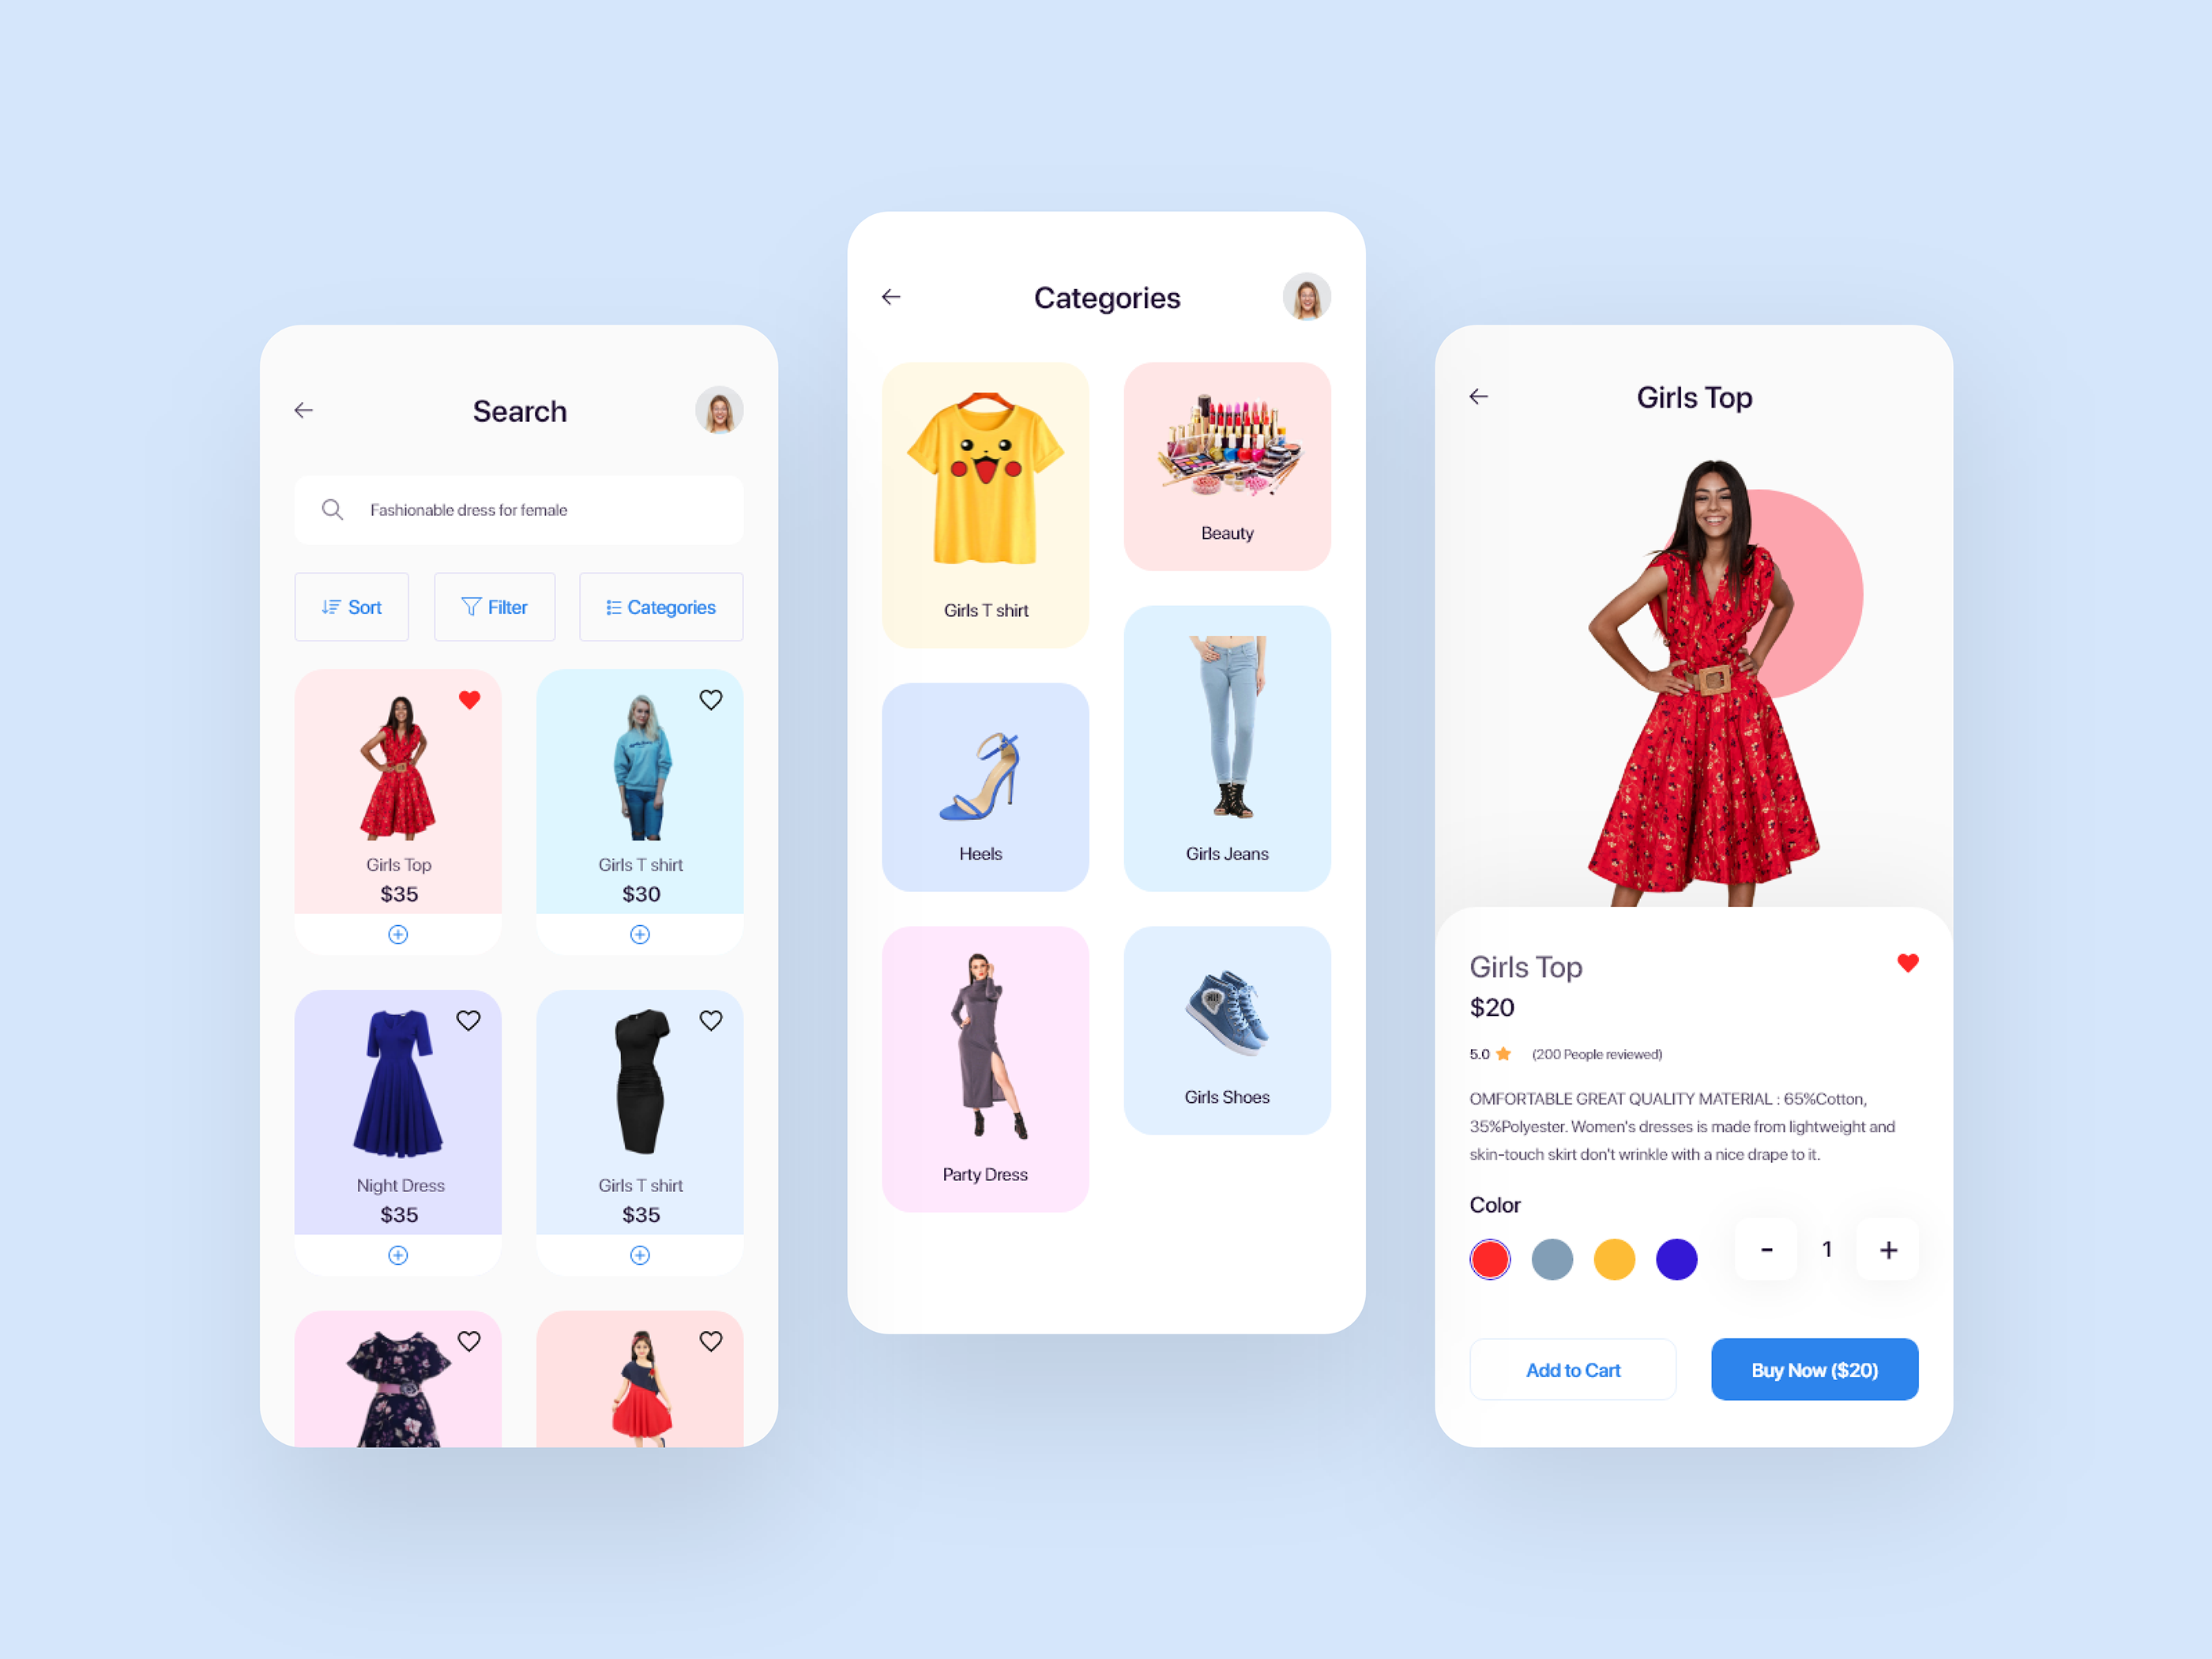 Search
Fashionable dress for female
Sort
Filter
Categories
Girls Top
$35
Girls T shirt
$30
Night Dress
$35
Girls T shirt
$35
Categories
Girls T shirt
Beauty
Heels
Girls Jeans
Party Dress
Girls Shoes
Girls Top
Girls Top
$20
5.0 (200 People reviewed)
OMFORTABLE GREAT QUALITY MATERIAL : 65%Cotton,
35%Polyester. Women's dresses is made from lightweight and
skin-touch skirt don't wrinkle with a nice drape to it.
Color
- 1 +
Add to Cart
Buy Now ($20)